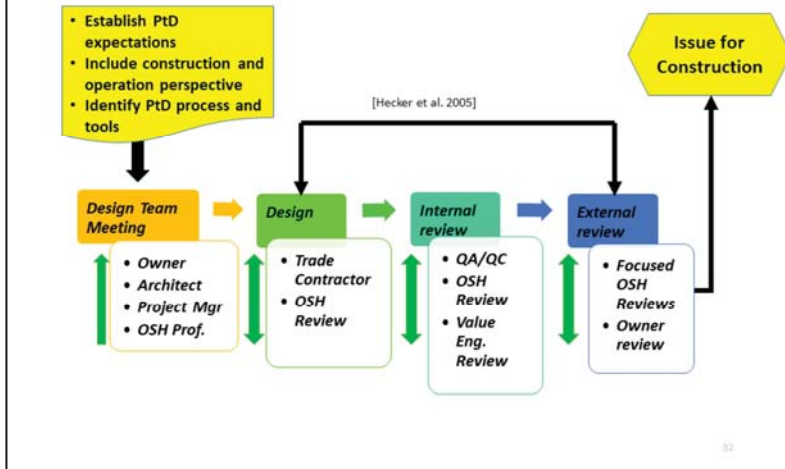 • Establish PtD
expectations
• Include construction and
operation perspective
• Identify PtD process and
tools
Issue for
Construction
[Hecker et al. 2005]
Design Team
Meeting
• Owner
• Architect
• Project Mgr
• OSH Prof.
Design
• Trade
Contractor
• OSH
Review
Internal
review
• QA/QC
• OSH
Review
• Value
Eng.
Review
External
review
• Focused
OSH
Reviews
• Owner
review
32